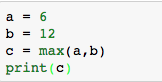 a = 6
b = 12
c = max(a,b)
print(c)